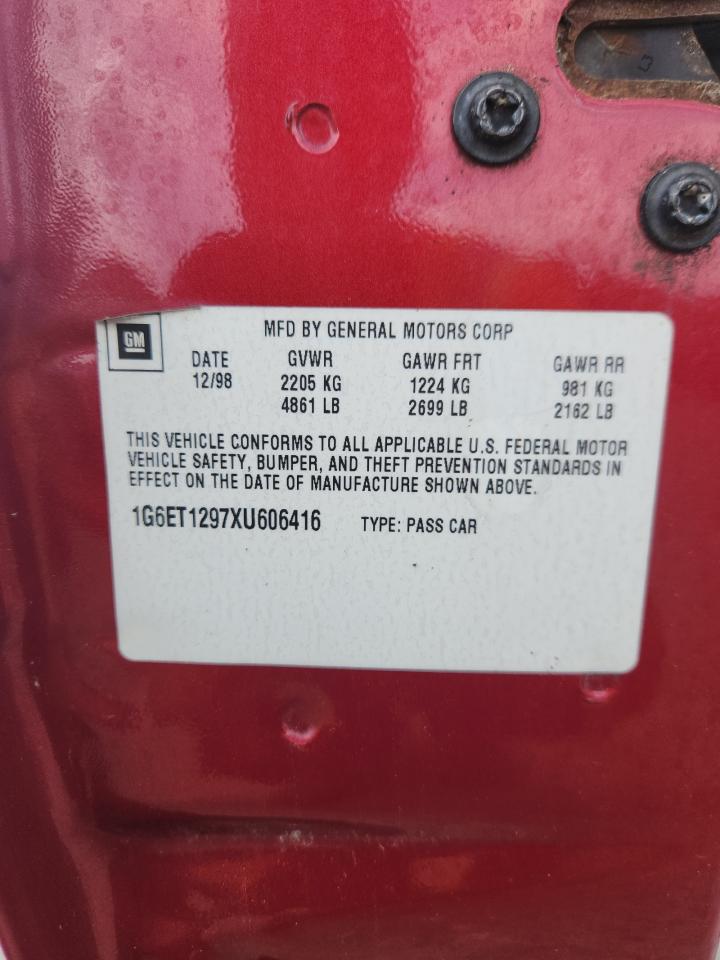 GM
MFD BY GENERAL MOTORS CORP
DATE GVWR GAWR FRT GAWR RR
12/98 2205 KG 1224 KG 981 KG
4861 LB 2699 LB 2162 LB
THIS VEHICLE CONFORMS TO ALL APPLICABLE U.S. FEDERAL MOTOR
VEHICLE SAFETY, BUMPER, AND THEFT PREVENTION STANDARDS IN
EFFECT ON THE DATE OF MANUFACTURE SHOWN ABOVE.
1G6ET1297XU606416 TYPE: PASS CAR